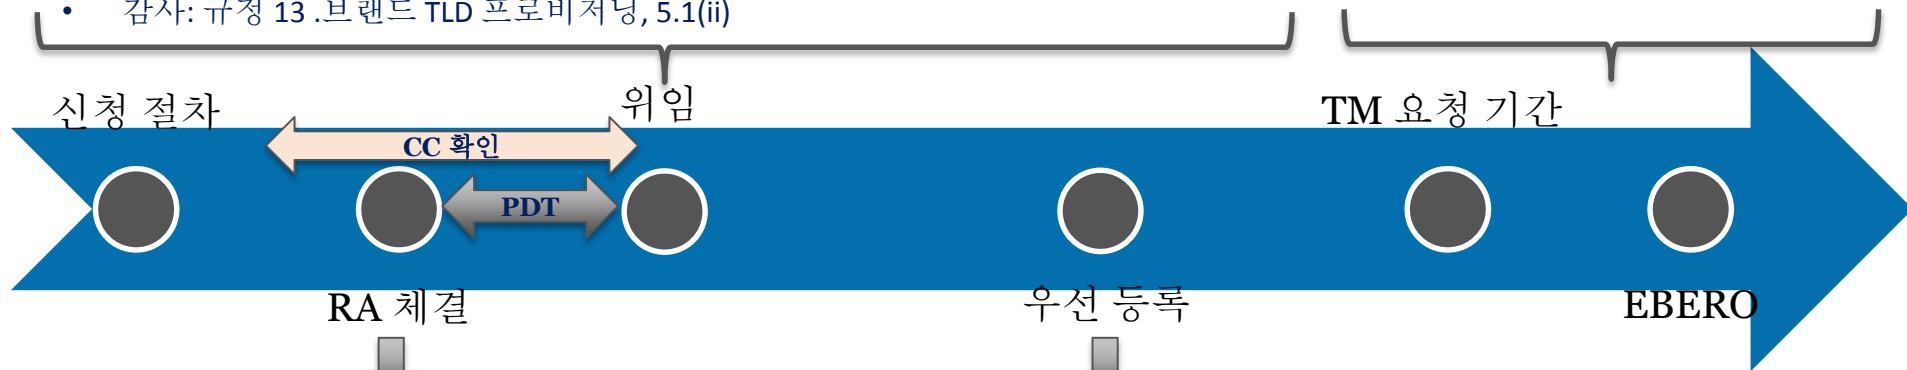 • 감사: 규정 13 .브랜드 TLD 프로비저닝, 5.1(ii)
신청 절차
위임
TM 요청 기간
CC 확인
PDT
RA 체결
우선 등록
EBERO